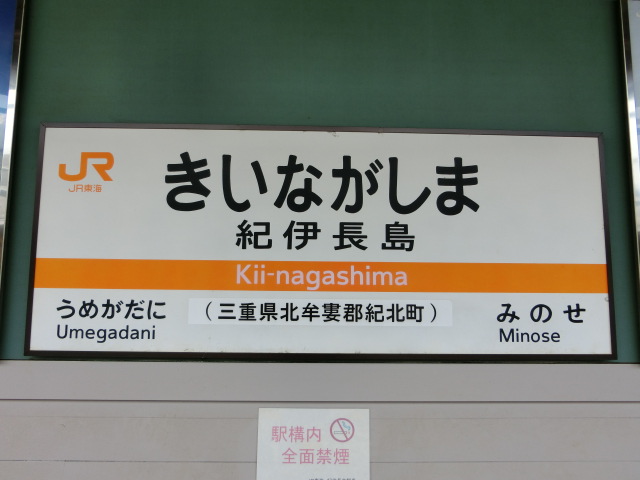 JR
JR東海
きいながしま
紀伊長島
Kii-nagashima
うめがだに
Umegadani
(三重県北牟婁郡紀北町)
みのせ
Minose
駅構内
全面禁煙